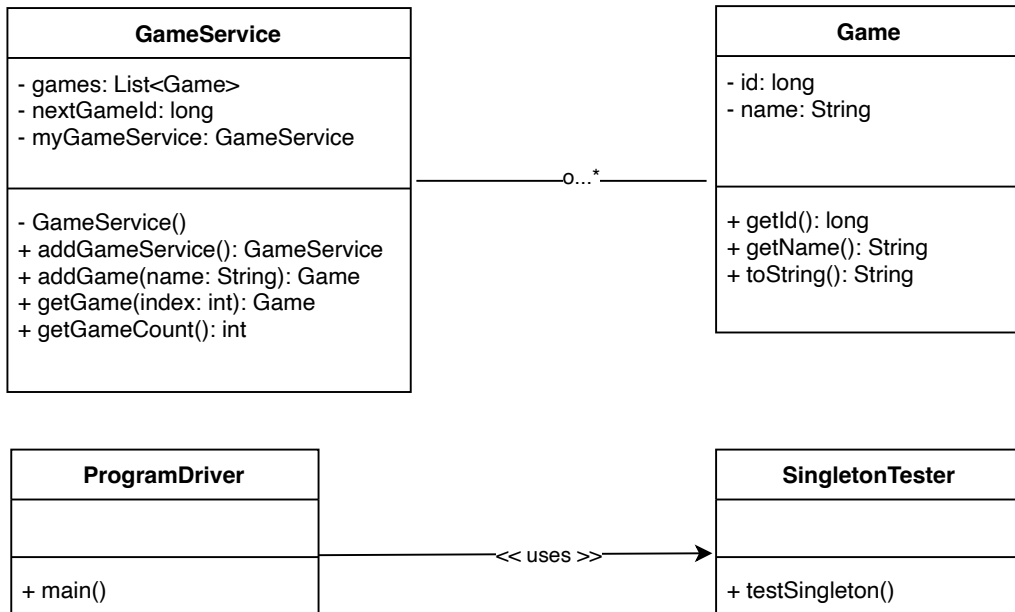 GameService
- games: List<Game>
- nextGameId: long
- myGameService: GameService
- GameService()
+ addGameService(): GameService
+ addGame(name: String): Game
+ getGame(index: int): Game
+ getGameCount(): int
o...*
Game
- id: long
- name: String
+ getId(): long
+ getName(): String
+ toString(): String
ProgramDriver
+ main()
<< uses >>
SingletonTester
+ testSingleton()